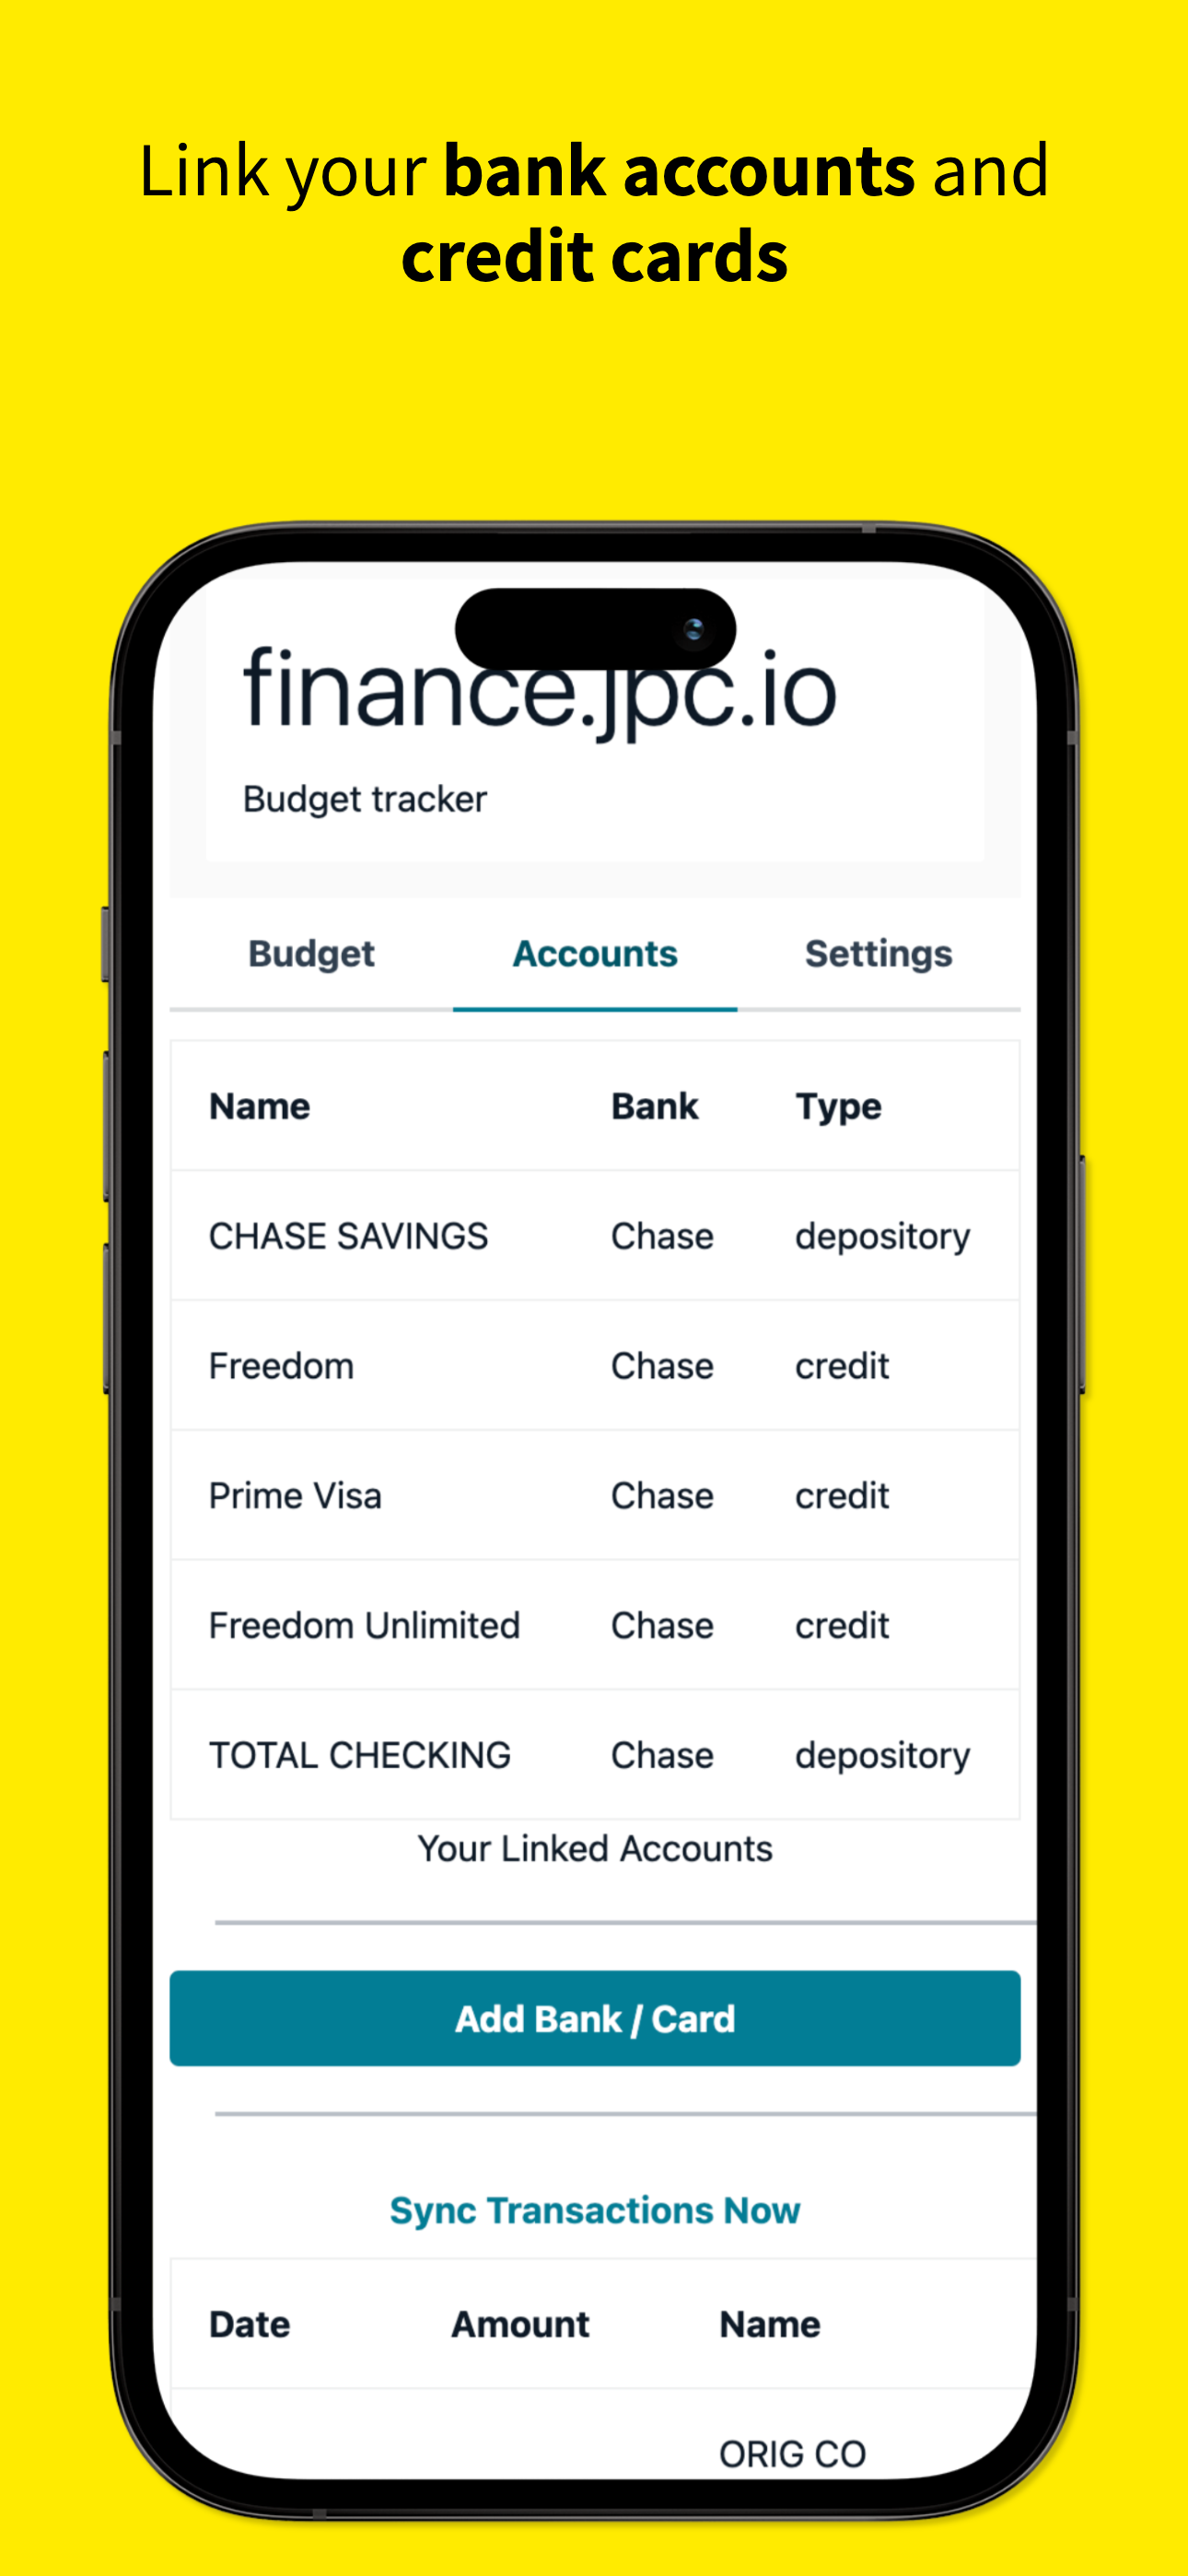 Link your bank accounts and
credit cards
finance.jpc.io
Budget tracker
Budget Accounts Settings
Name Bank Type
CHASE SAVINGS Chase depository
Freedom Chase credit
Prime Visa Chase credit
Freedom Unlimited Chase credit
TOTAL CHECKING Chase depository
Your Linked Accounts
Add Bank / Card
Sync Transactions Now
Date Amount Name
ORIG CO